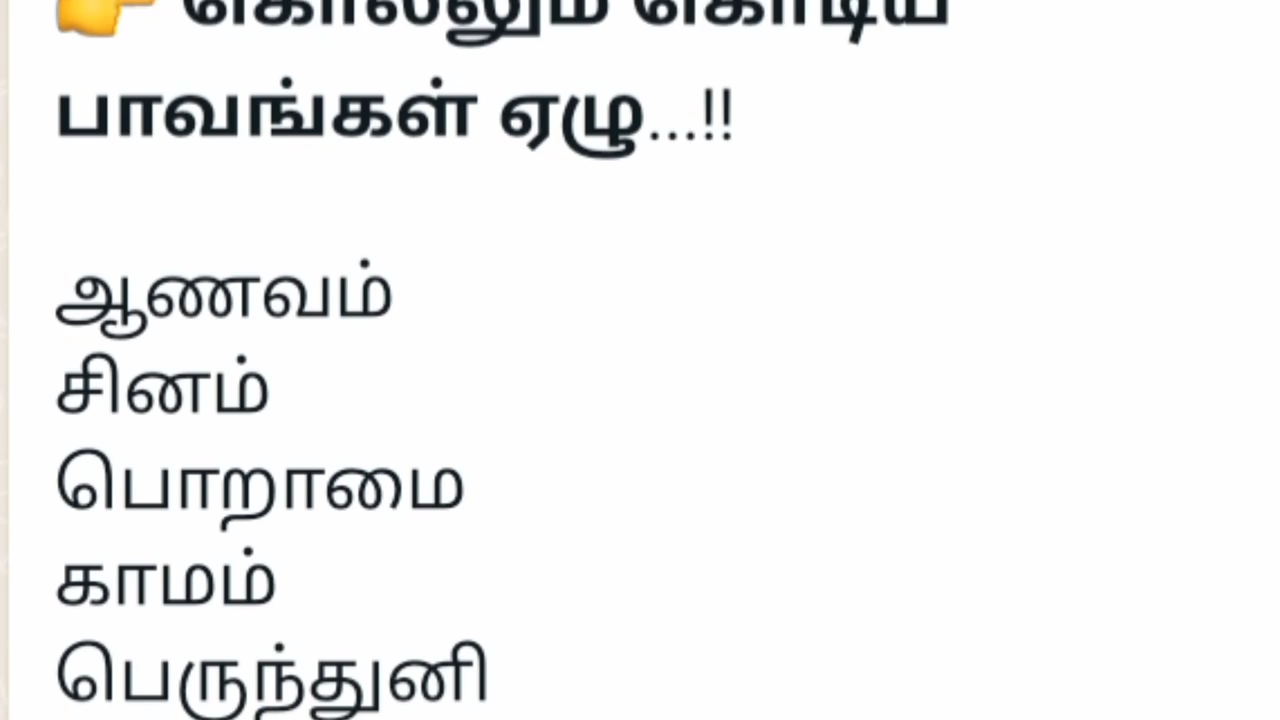 👉 கொல்லும் கொடிய
பாவங்கள் ஏழு...!!
ஆணவம்
சினம்
பொறாமை
காமம்
பெருந்துனி